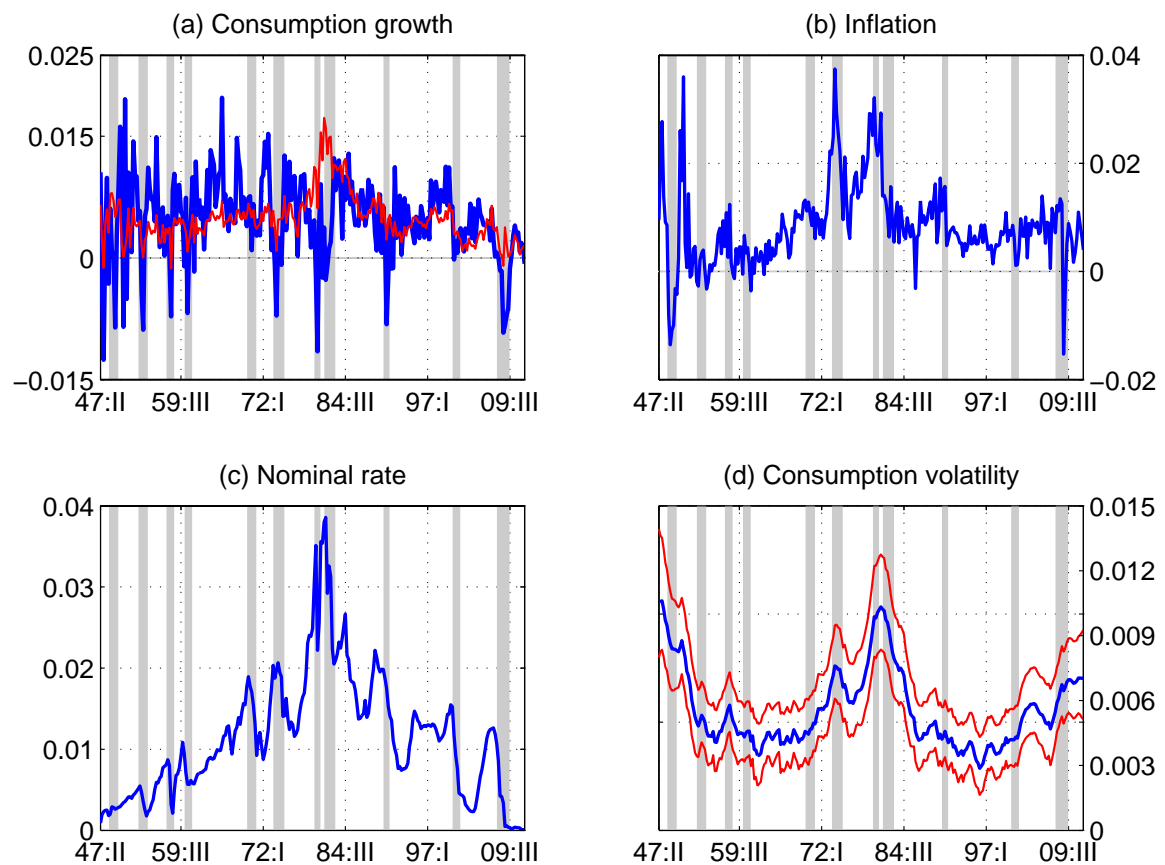 (a) Consumption growth
0.025
0.015
0
−0.015
47:II 59:III 72:I 84:III 97:I 09:III
(b) Inflation
0.04
0.02
0
−0.02
47:II 59:III 72:I 84:III 97:I 09:III
(c) Nominal rate
0.04
0.03
0.02
0.01
0
47:II 59:III 72:I 84:III 97:I 09:III
(d) Consumption volatility
0.015
0.012
0.009
0.006
0.003
0
47:II 59:III 72:I 84:III 97:I 09:III